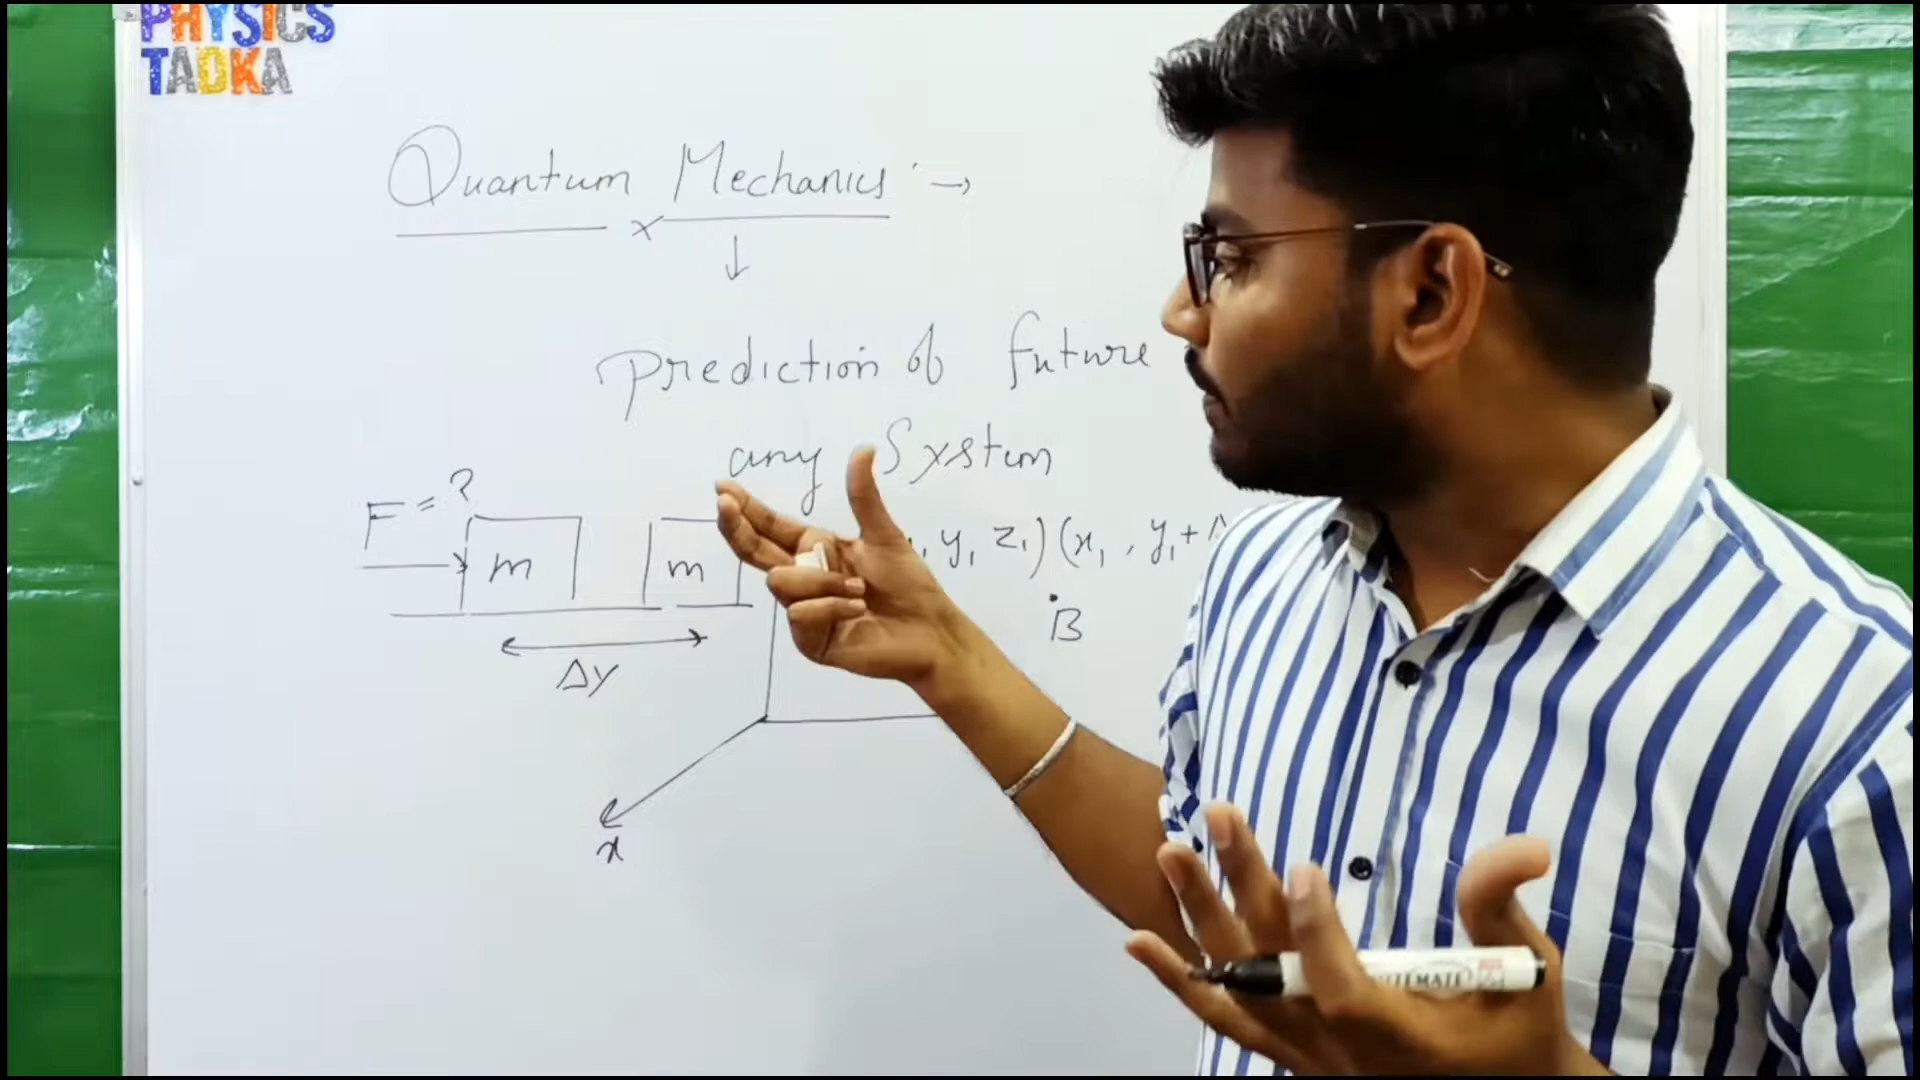 PHYSICS
TADKA
Quantum Mechanics :→
prediction of future
any System
F = ?
m
m
y1 z1) (x1, y1+
B
Δy
x